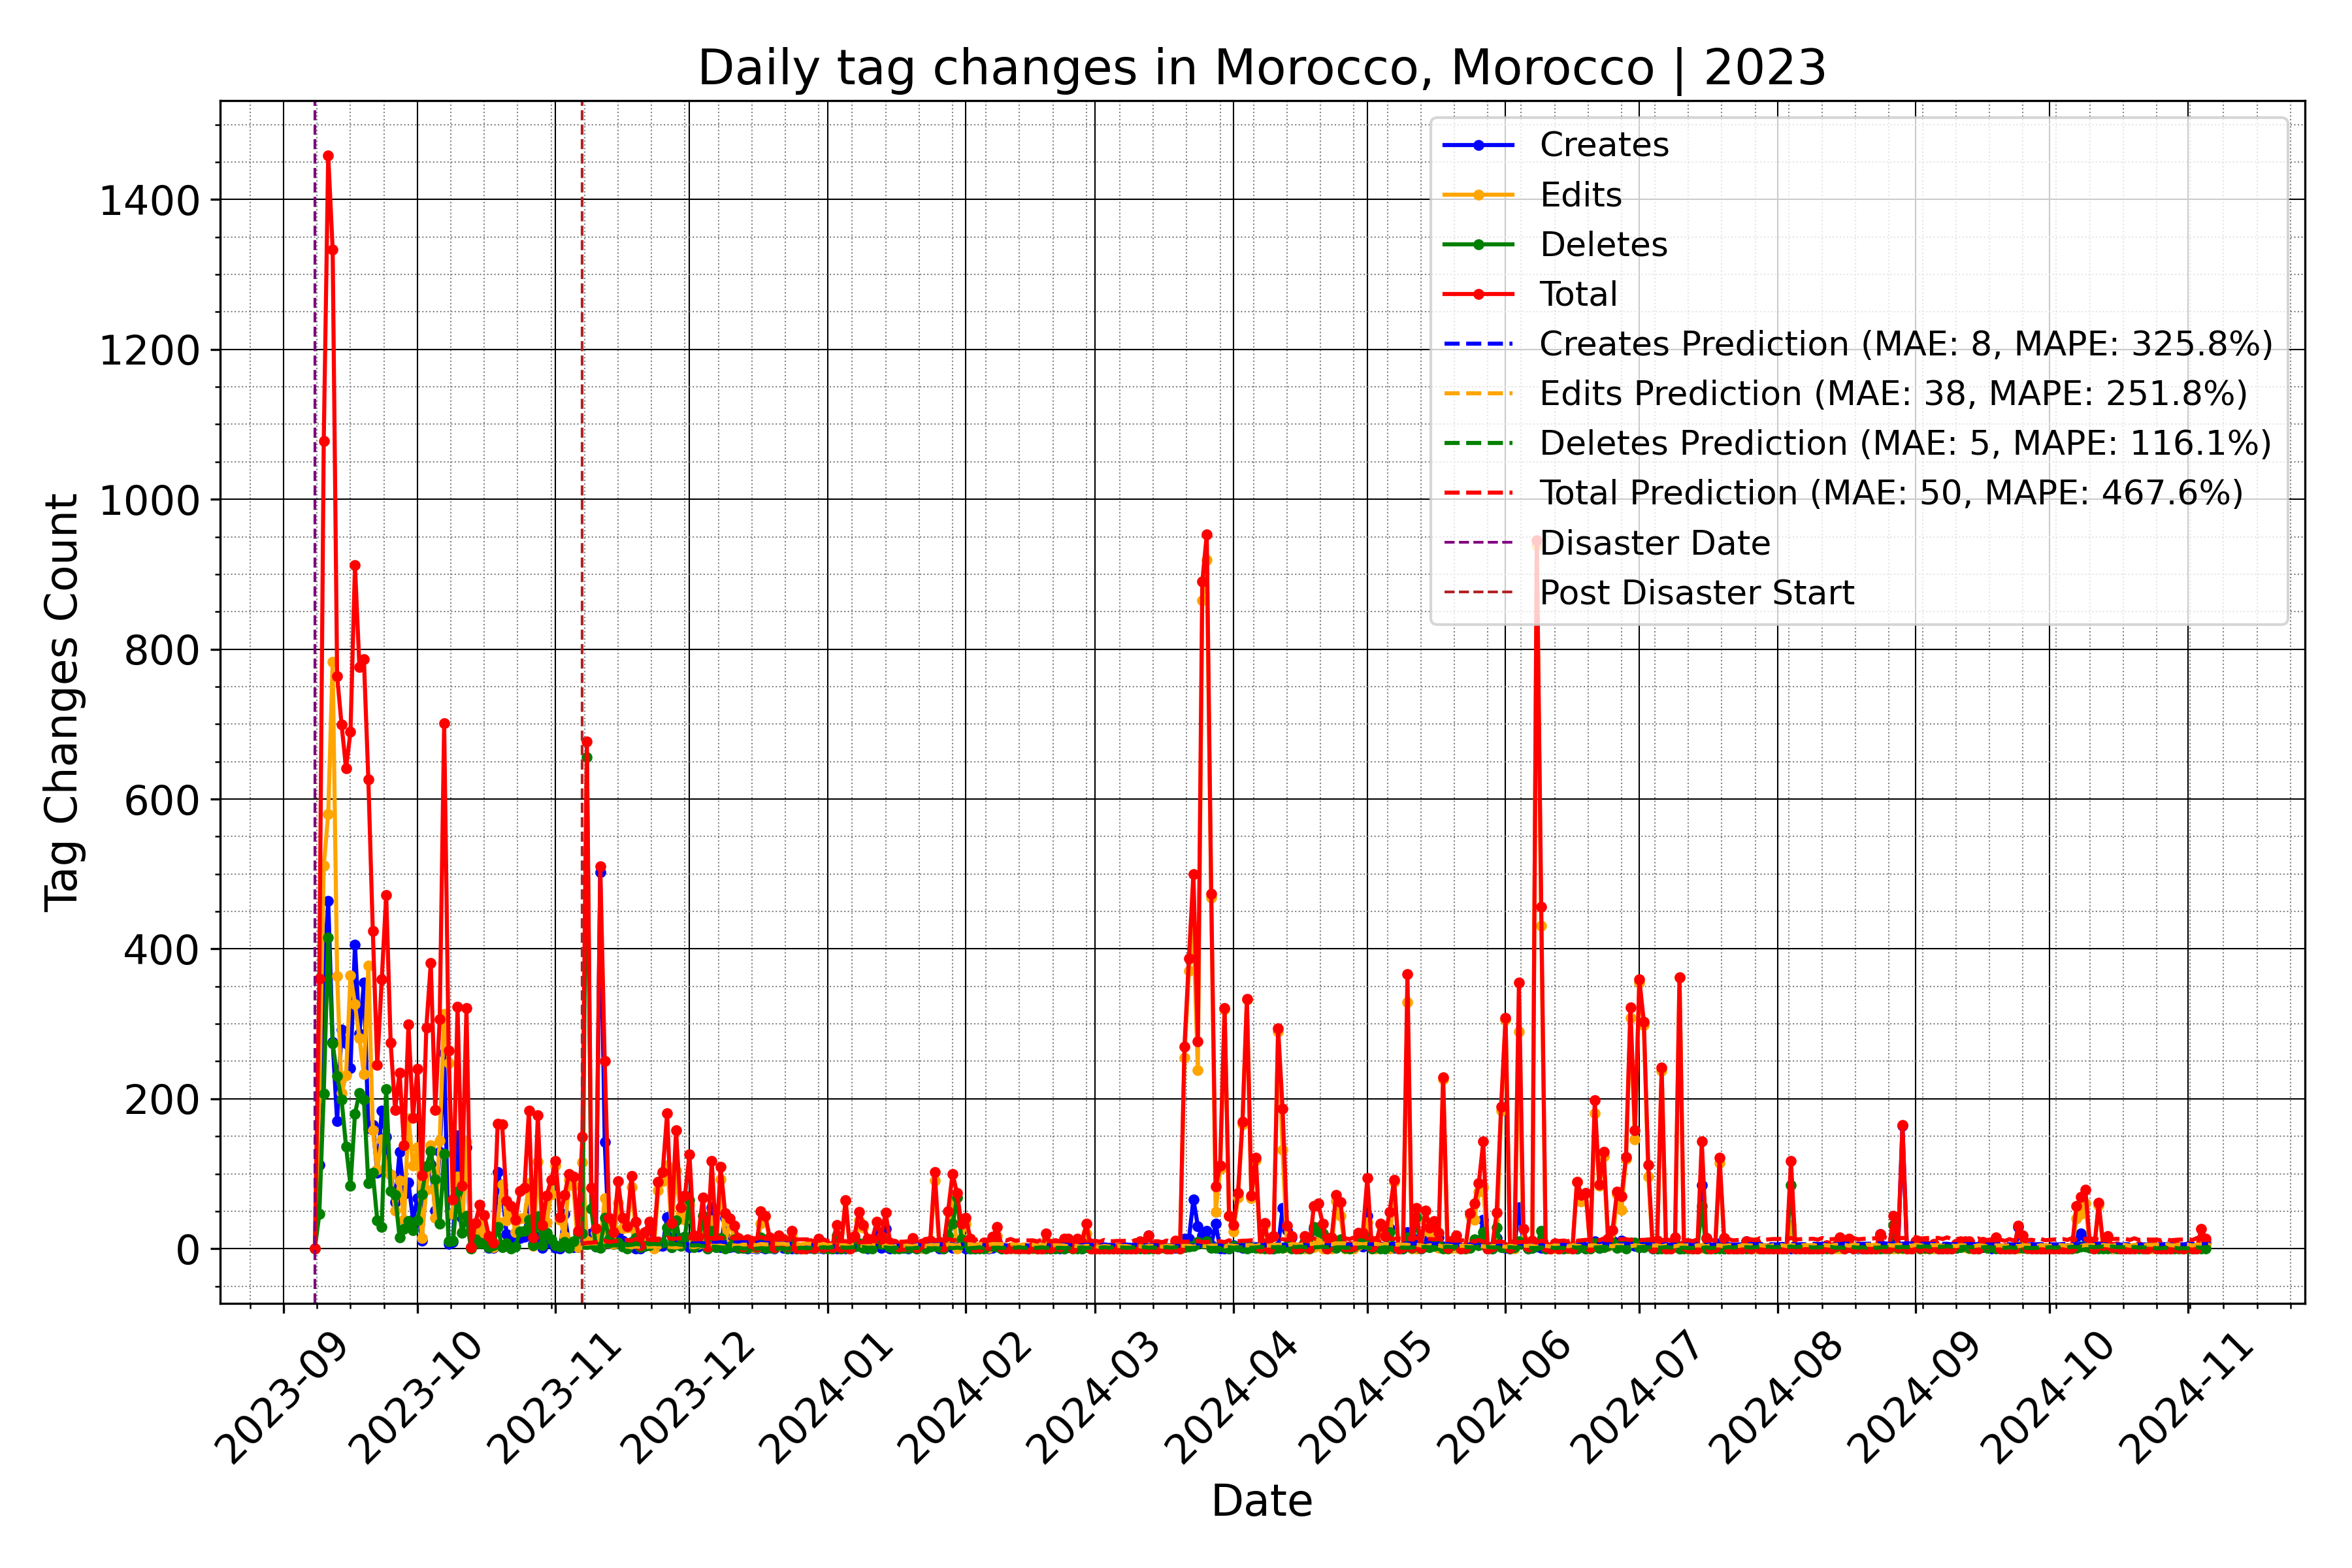 Daily tag changes in Morocco, Morocco | 2023
Tag Changes Count
1400
1200
1000
800
600
400
200
0
Creates
Edits
Deletes
Total
Creates Prediction (MAE: 8, MAPE: 325.8%)
Edits Prediction (MAE: 38, MAPE: 251.8%)
Deletes Prediction (MAE: 5, MAPE: 116.1%)
Total Prediction (MAE: 50, MAPE: 467.6%)
Disaster Date
Post Disaster Start
2023-09
2023-10
2023-11
2023-12
2024-01
2024-02
2024-03
2024-04
2024-05
2024-06
2024-07
2024-08
2024-09
2024-10
2024-11
Date